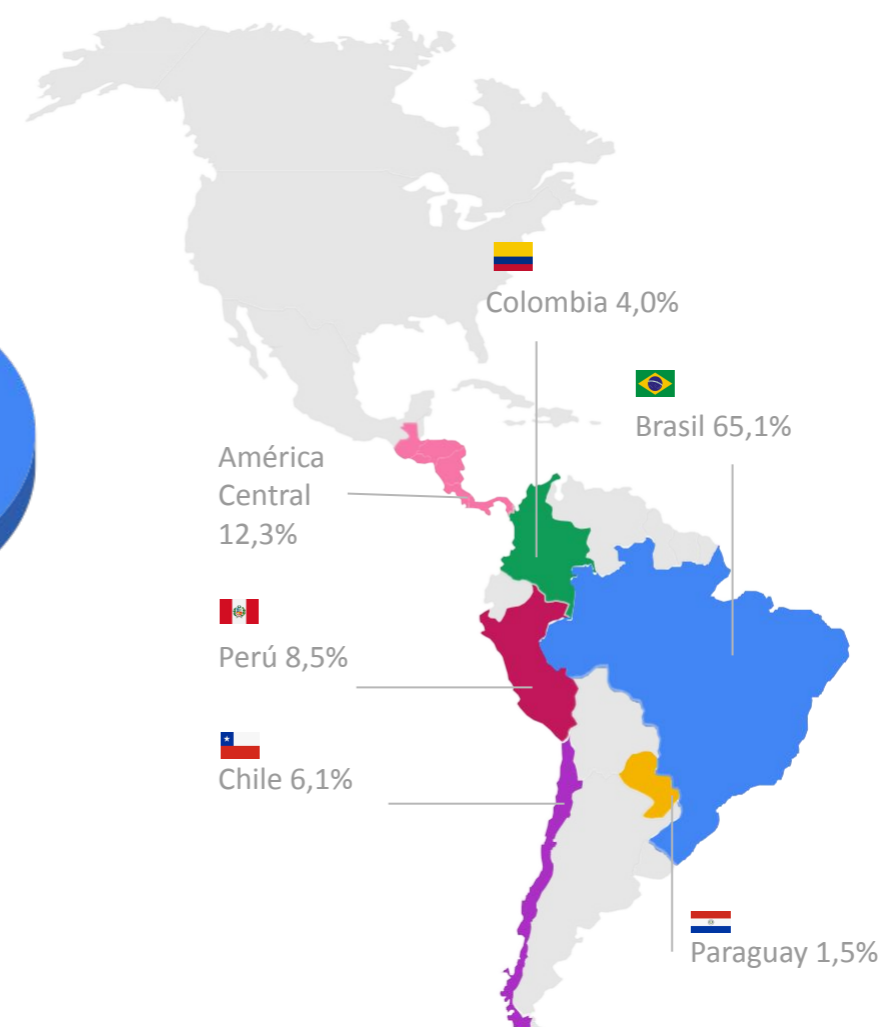 Colombia 4,0%
Brasil 65,1%
América
Central
12,3%
Perú 8,5%
Chile 6,1%
Paraguay 1,5%